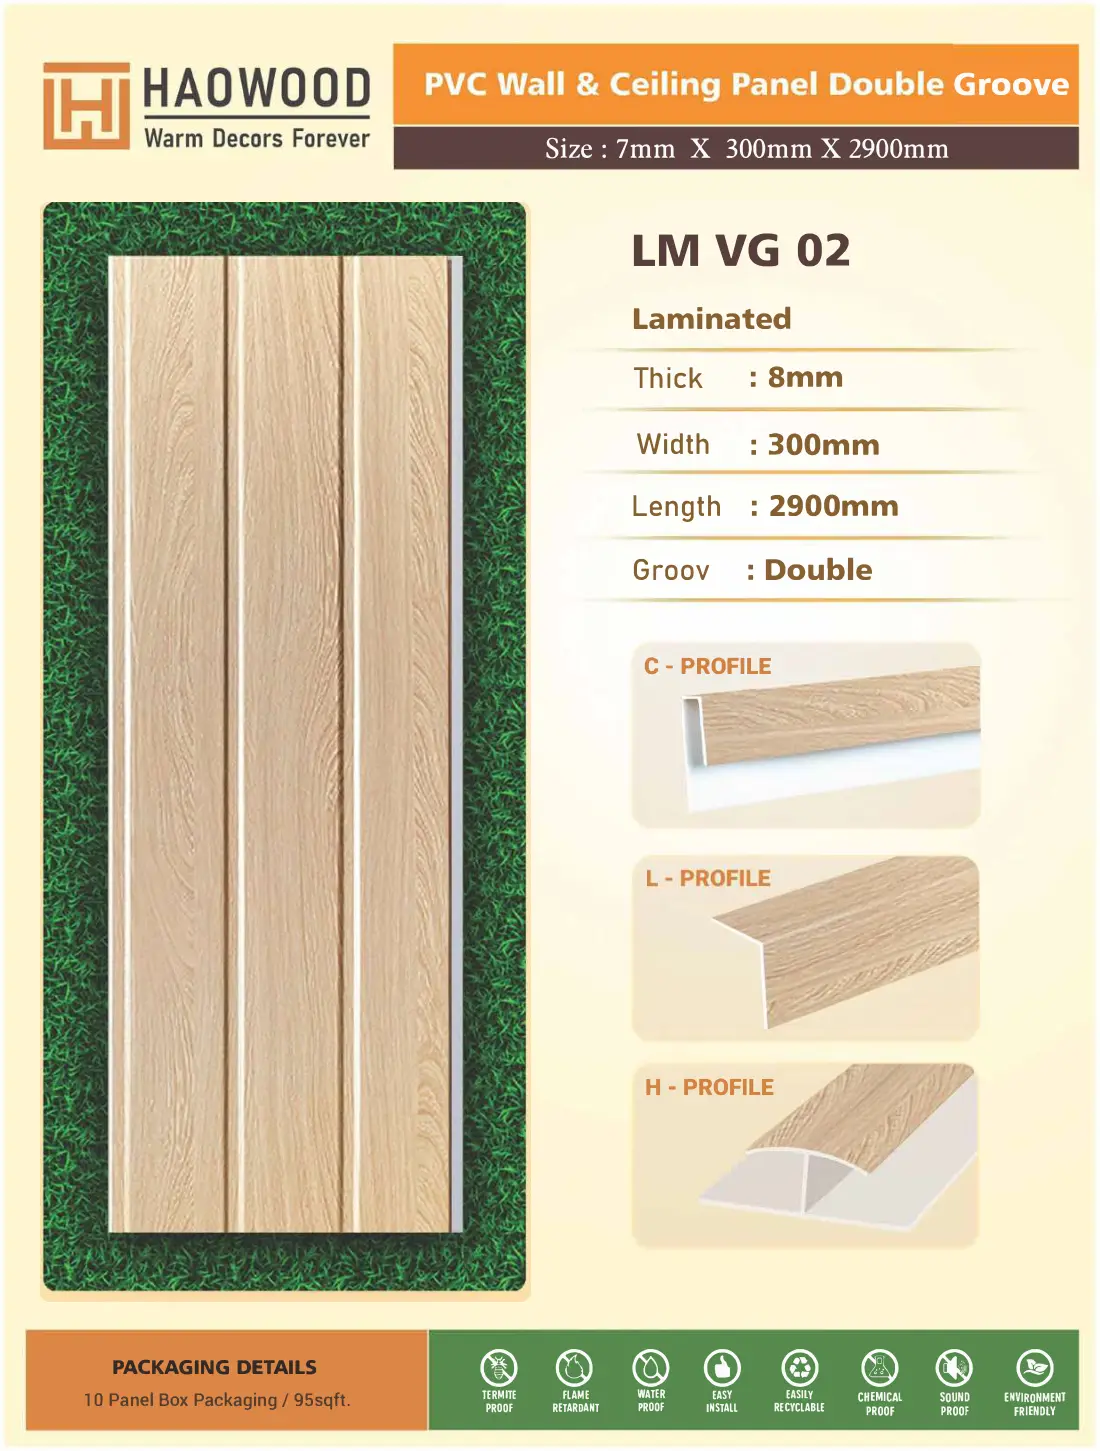 HAOWOOD
Warm Decors Forever
PVC Wall & Ceiling Panel Double Groove
Size : 7mm X 300mm X 2900mm
LM VG 02
Laminated
Thick : 8mm
Width : 300mm
Length : 2900mm
Groov : Double
C - PROFILE
L - PROFILE
H - PROFILE
PACKAGING DETAILS
10 Panel Box Packaging / 95sqft.
TERMITE
PROOF
FLAME
RETARDANT
WATER
PROOF
EASY
INSTALL
EASILY
RECYCLABLE
CHEMICAL
PROOF
SOUND
PROOF
ENVIRONMENT
FRIENDLY